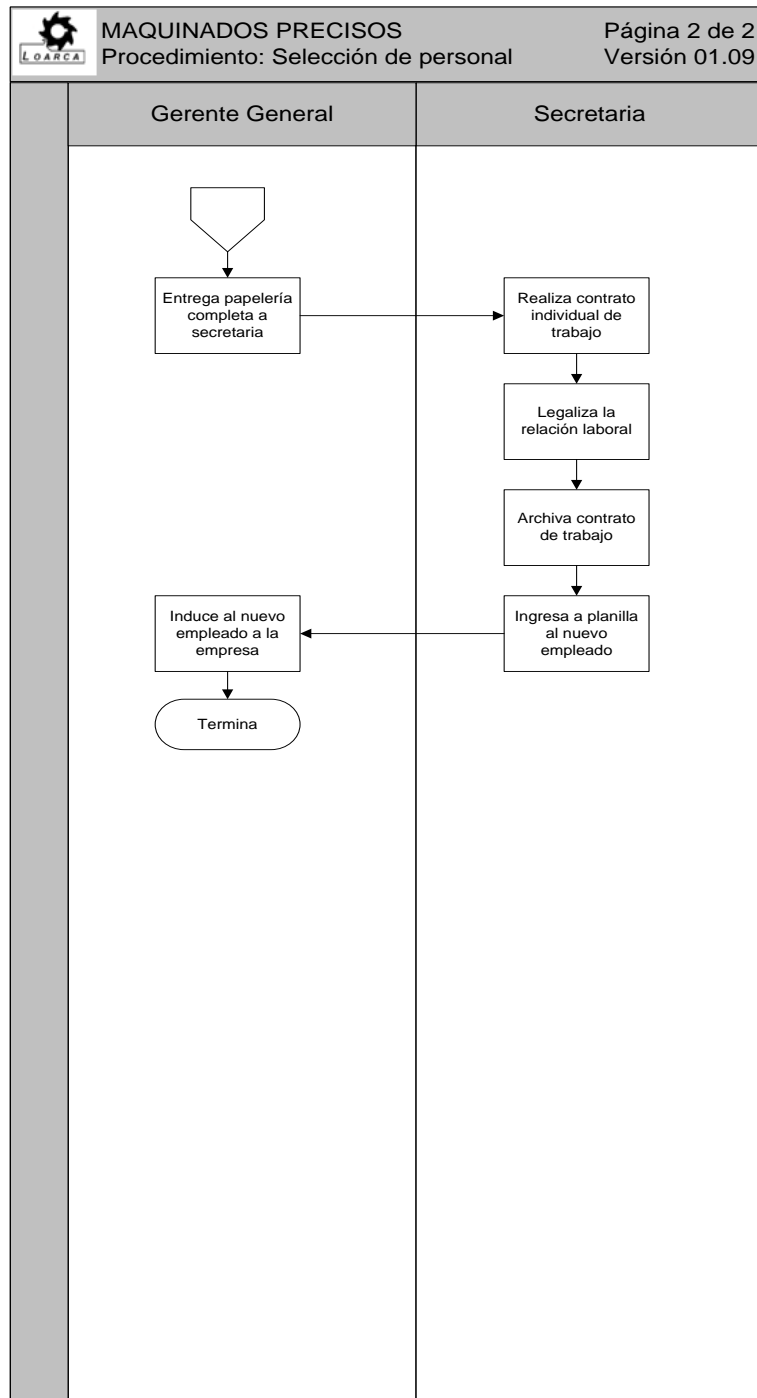 LOARCA
MAQUINADOS PRECISOS
Página 2 de 2
Procedimiento: Selección de personal
Versión 01.09
Gerente General
Secretaria
Entrega papelería
completa a
secretaria
Realiza contrato
individual de
trabajo
Legaliza la
relación laboral
Archiva contrato
de trabajo
Ingresa a planilla
al nuevo
empleado
Induce al nuevo
empleado a la
empresa
Termina